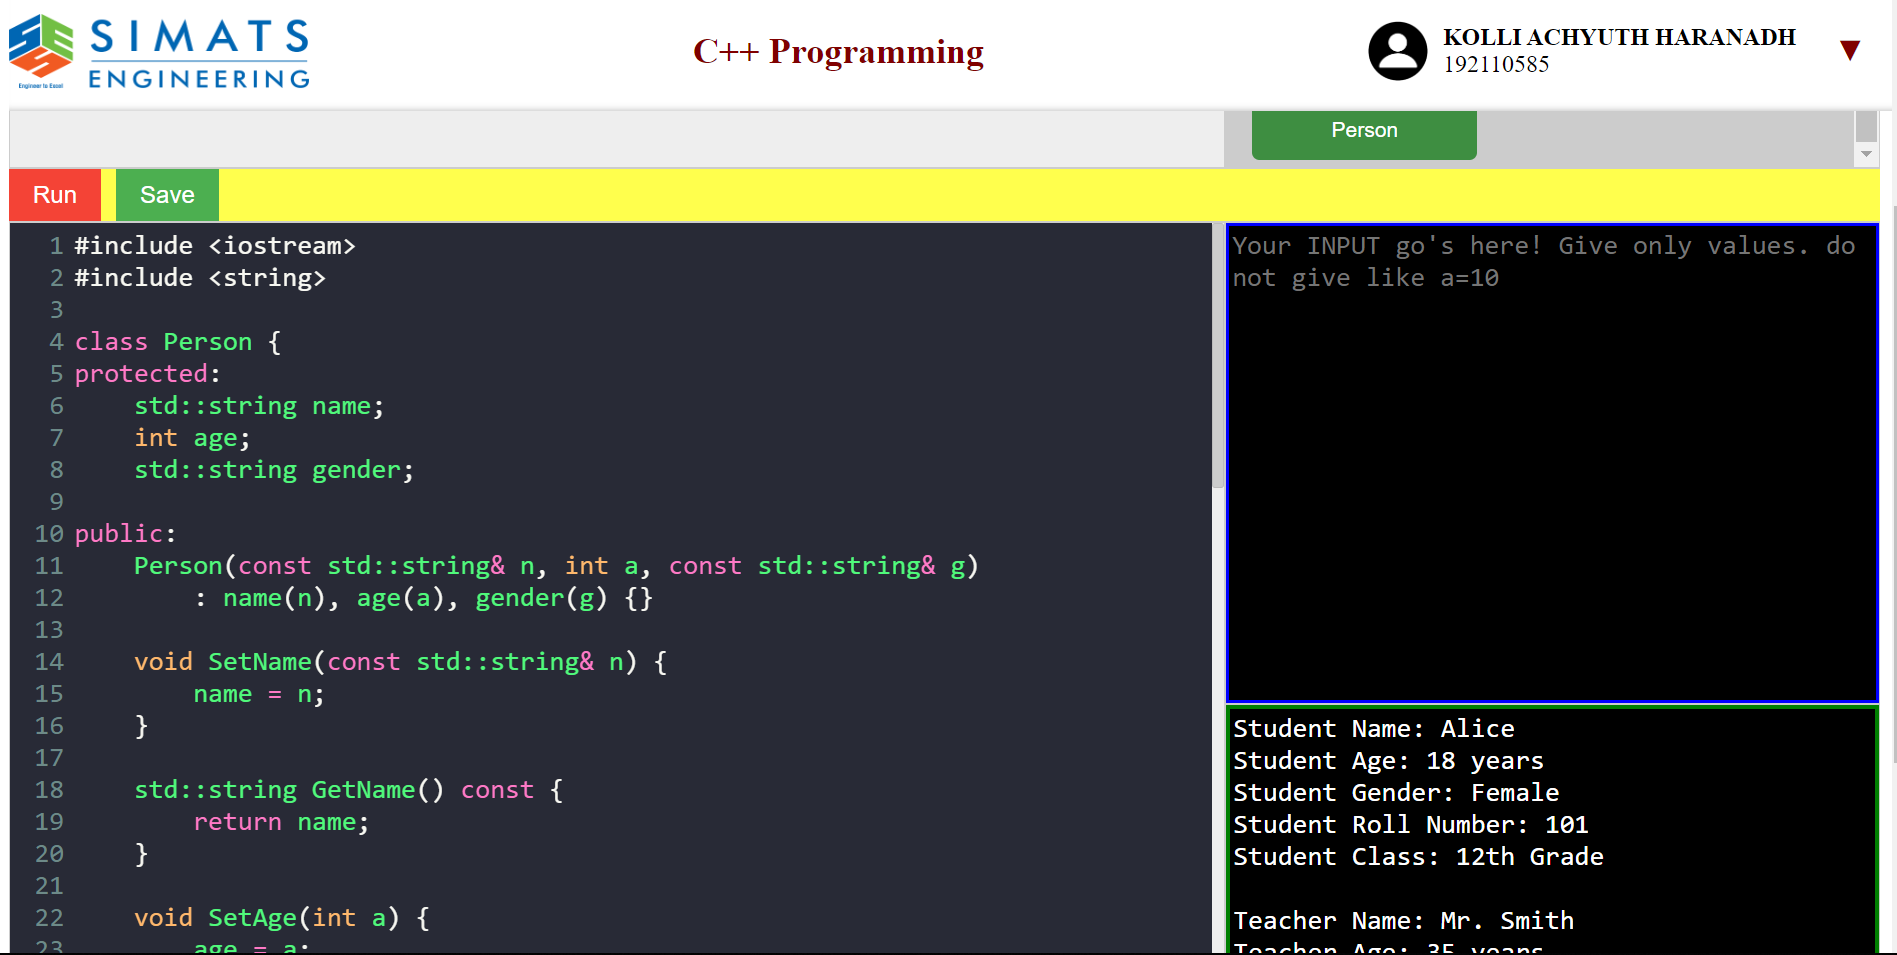 SIMATS
ENGINEERING
Engineer to Excel
C++ Programming
KOLLI ACHYUTH HARANADH
192110585
Person
Run
Save
1 #include <iostream>
2 #include <string>
3
4 class Person {
5 protected:
6     std::string name;
7     int age;
8     std::string gender;
9
10 public:
11     Person(const std::string& n, int a, const std::string& g)
12         : name(n), age(a), gender(g) {}
13
14     void SetName(const std::string& n) {
15         name = n;
16     }
17
18     std::string GetName() const {
19         return name;
20     }
21
22     void SetAge(int a) {
23         age = a;
Your INPUT go's here! Give only values. do
not give like a=10
Student Name: Alice
Student Age: 18 years
Student Gender: Female
Student Roll Number: 101
Student Class: 12th Grade
Teacher Name: Mr. Smith
Teacher Age: 35 years